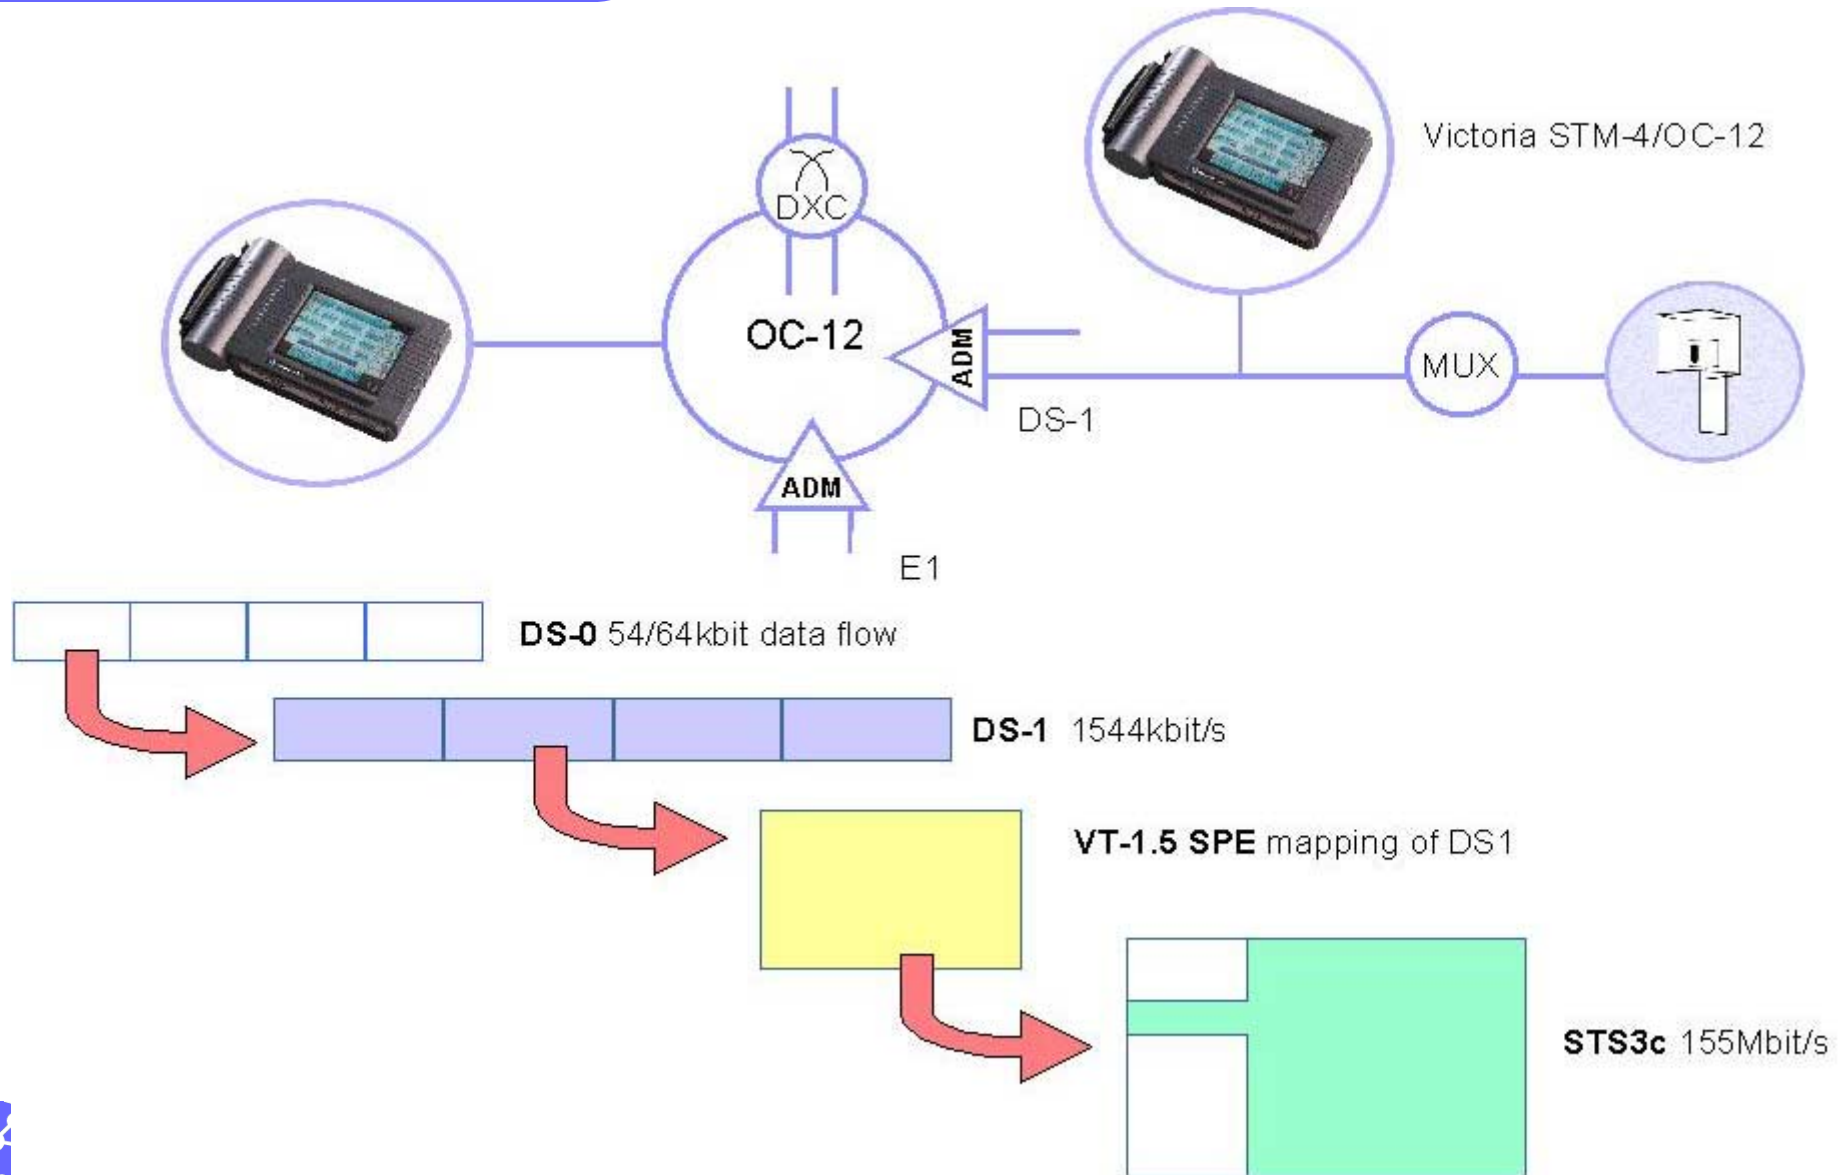 Victoria STM-4/OC-12
DXC
OC-12
ADM
MUX
DS-1
ADM
E1
DS-0 54/64kbit data flow
DS-1 1544kbit/s
VT-1.5 SPE mapping of DS1
STS3c 155Mbit/s